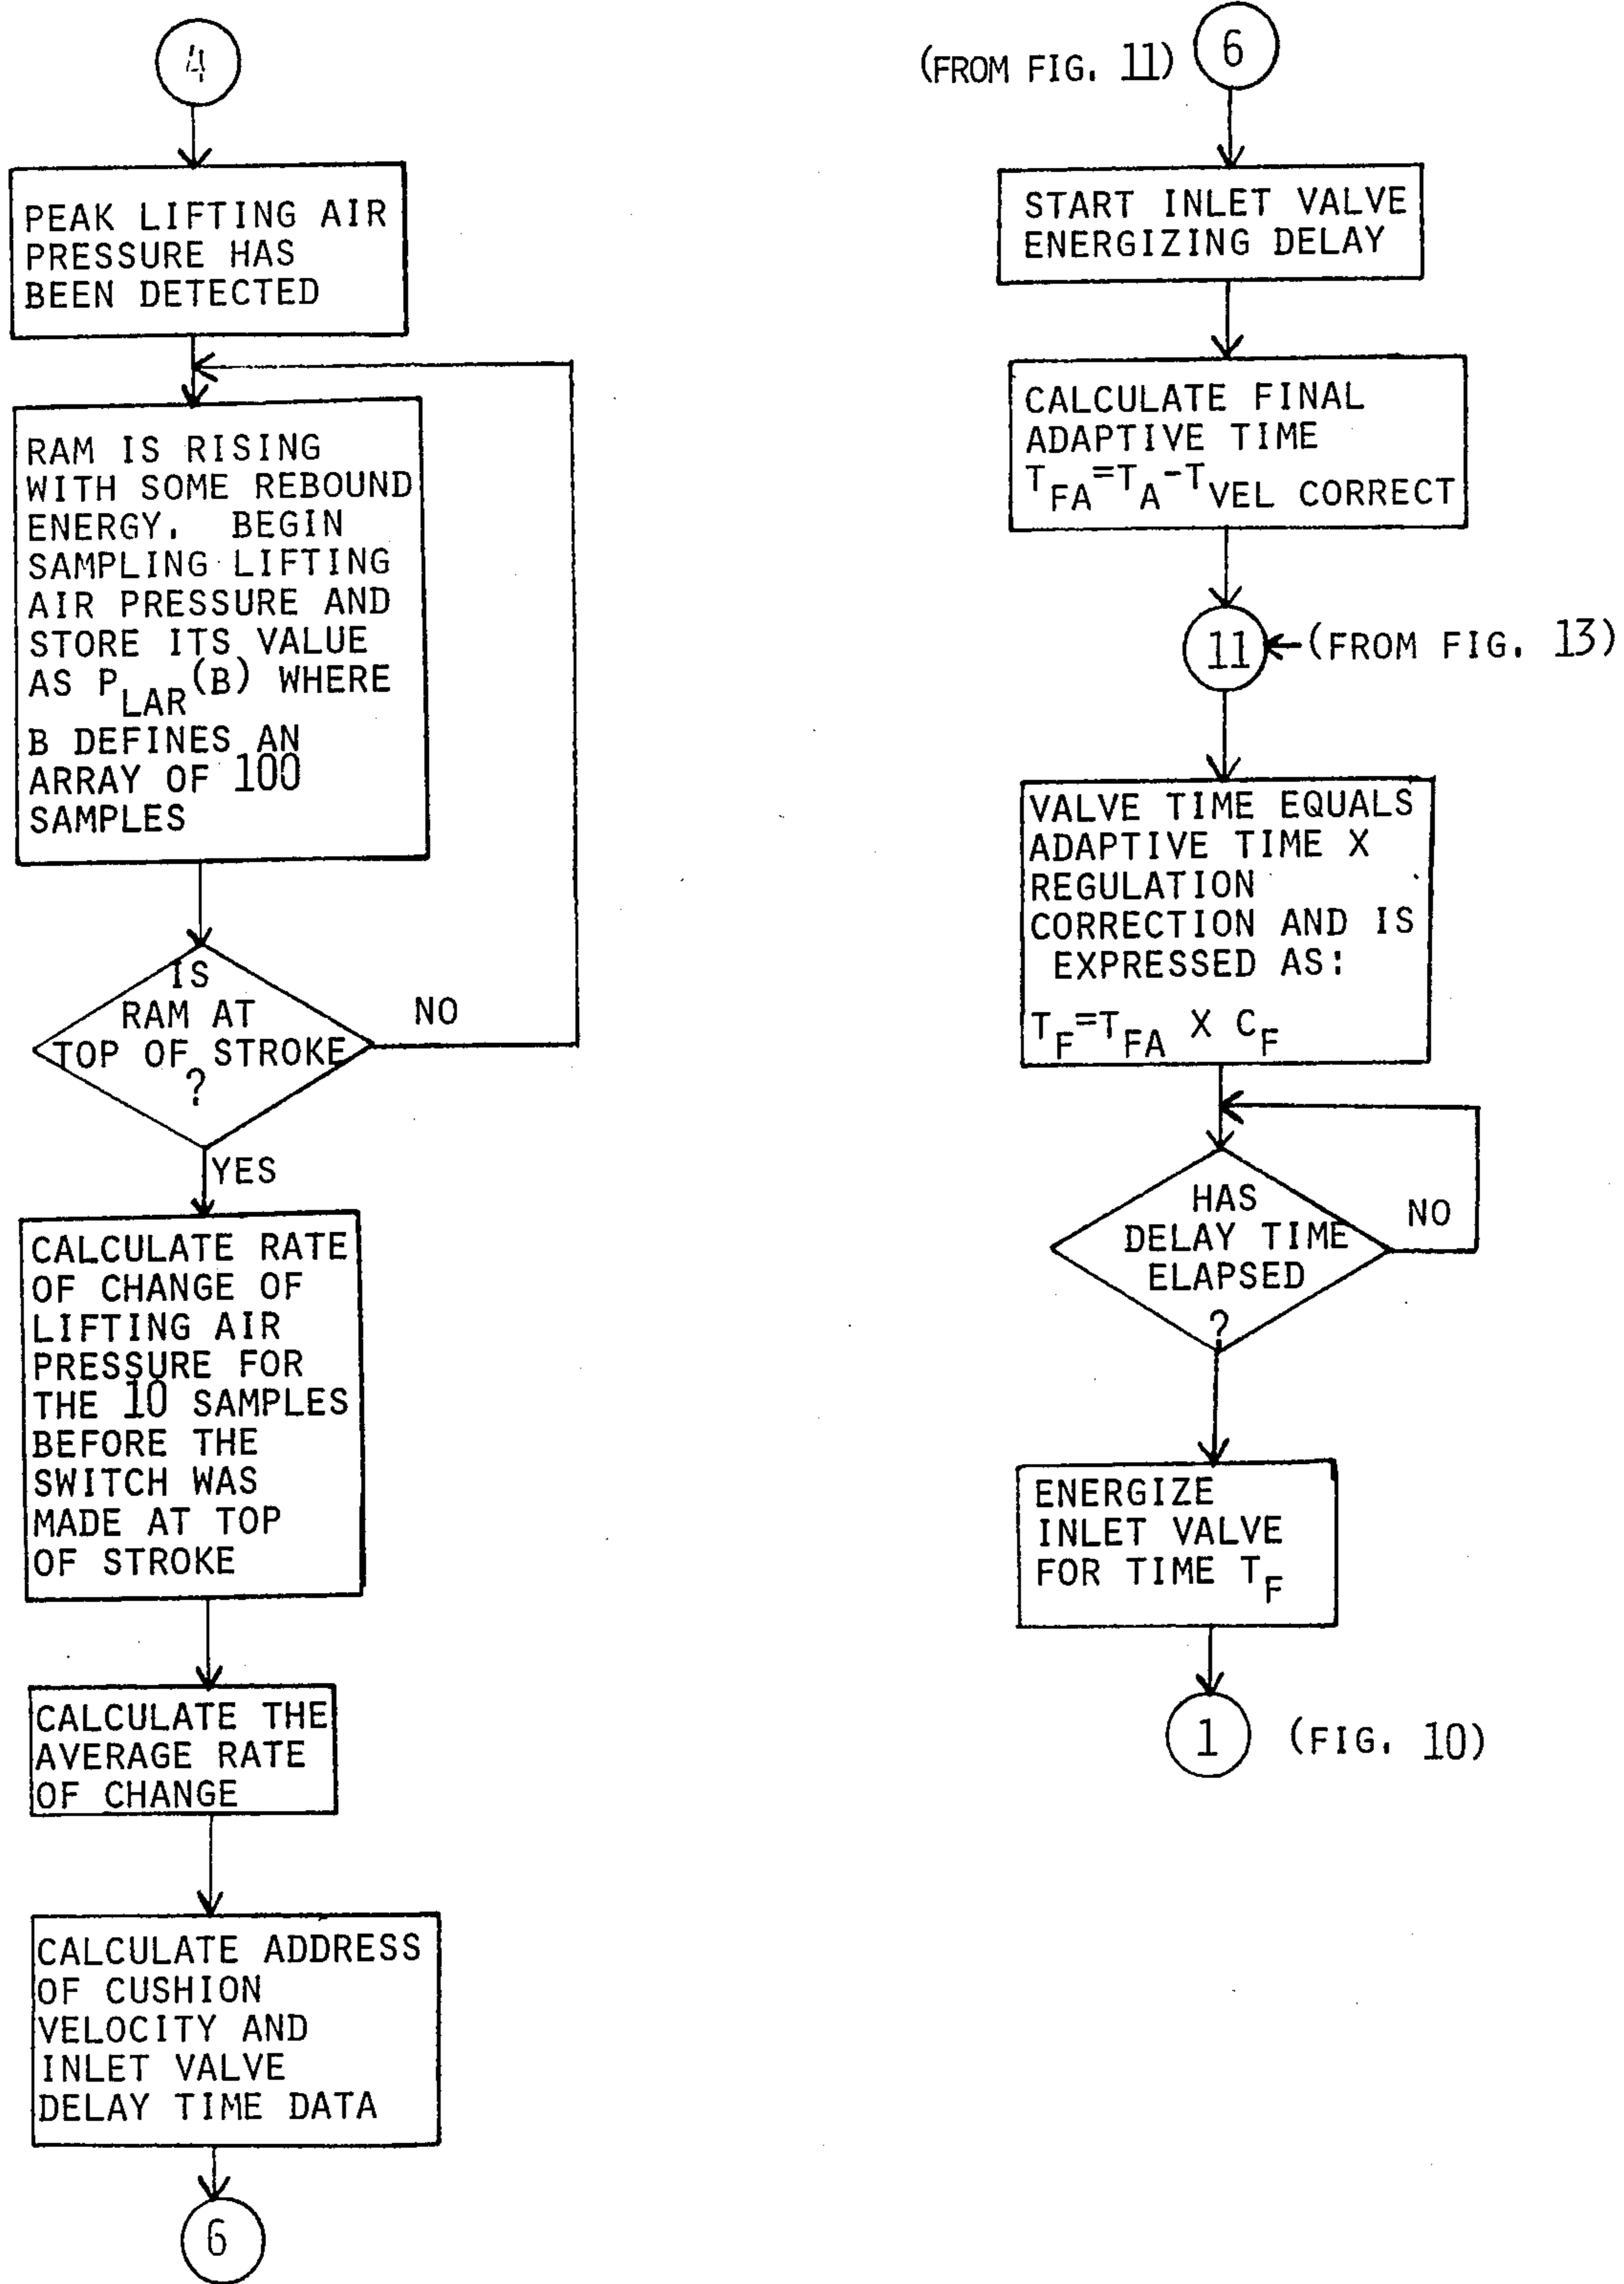 4
PEAK LIFTING AIR
PRESSURE HAS
BEEN DETECTED
RAM IS RISING
WITH SOME REBOUND
ENERGY. BEGIN
SAMPLING LIFTING
AIR PRESSURE AND
STORE ITS VALUE
AS P LAR (B) WHERE
B DEFINES AN
ARRAY OF 100
SAMPLES
IS
RAM AT
TOP OF STROKE
?
NO
YES
CALCULATE RATE
OF CHANGE OF
LIFTING AIR
PRESSURE FOR
THE 10 SAMPLES
BEFORE THE
SWITCH WAS
MADE AT TOP
OF STROKE
CALCULATE THE
AVERAGE RATE
OF CHANGE
CALCULATE ADDRESS
OF CUSHION
VELOCITY AND
INLET VALVE
DELAY TIME DATA
6
(FROM FIG. 11) 6
START INLET VALVE
ENERGIZING DELAY
CALCULATE FINAL
ADAPTIVE TIME
T FA = T A - T VEL CORRECT
11 (FROM FIG. 13)
VALVE TIME EQUALS
ADAPTIVE TIME X
REGULATION
CORRECTION AND IS
EXPRESSED AS:
T F = T FA X C F
HAS
DELAY TIME
ELAPSED
?
NO
ENERGIZE
INLET VALVE
FOR TIME T F
1 (FIG. 10)